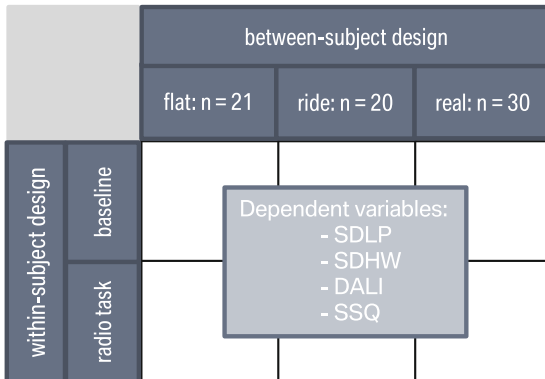 between-subject design
flat: n = 21
ride: n = 20
real: n = 30
within-subject design
baseline
radio task
Dependent variables:
- SDLP
- SDHW
- DALI
- SSQ